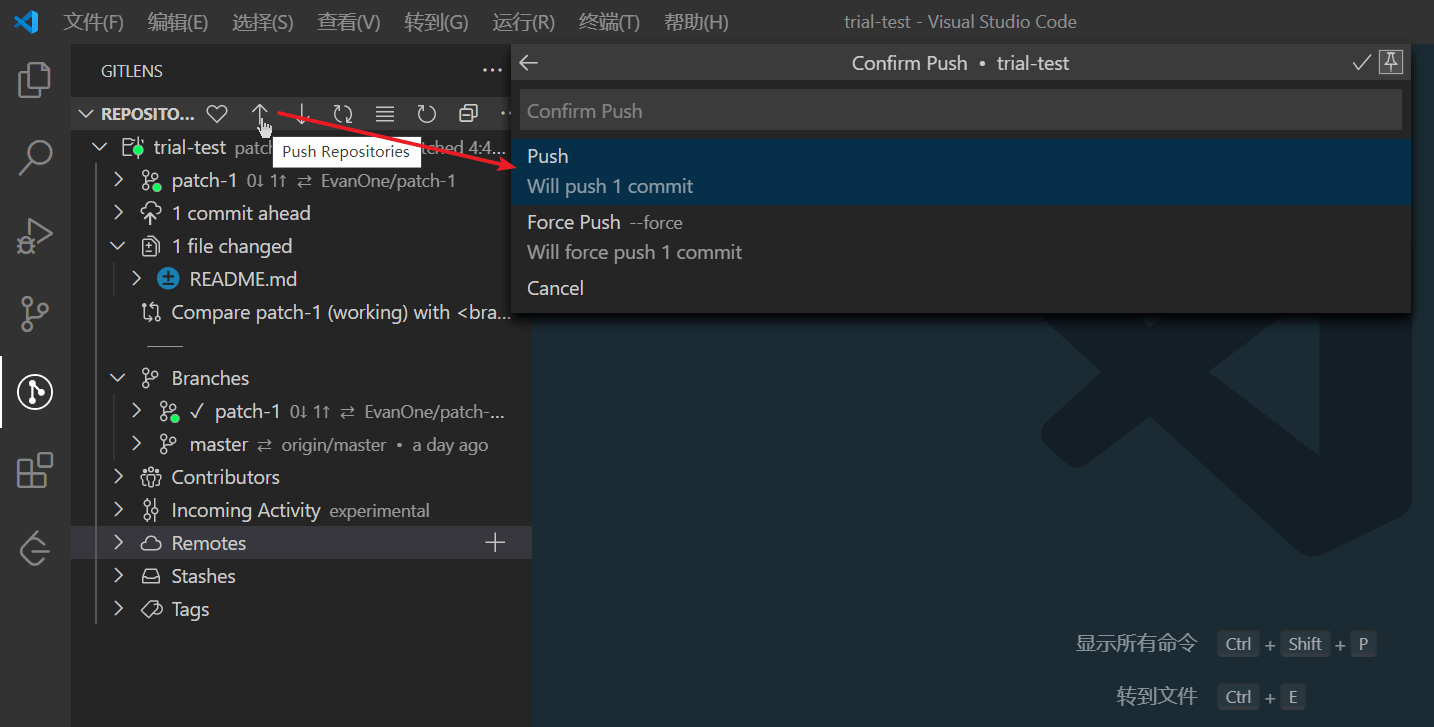 文件(F) 编辑(E) 选择(S) 查看(V) 转到(G) 运行(R) 终端(T) 帮助(H) trial-test - Visual Studio Code
GITLENS
REPOSITO...
trial-test 4:4...
Push Repositories
patch-1 0↓ 1↑ ⇄ EvanOne/patch-1
1 commit ahead
1 file changed
README.md
Compare patch-1 (working) with <bra...
Branches
✓ patch-1 0↓ 1↑ ⇄ EvanOne/patch-...
master ⇄ origin/master • a day ago
Contributors
Incoming Activity experimental
Remotes
Stashes
Tags
Confirm Push • trial-test
Confirm Push
Push
Will push 1 commit
Force Push --force
Will force push 1 commit
Cancel
显示所有命令 Ctrl + Shift + P
转到文件 Ctrl + E